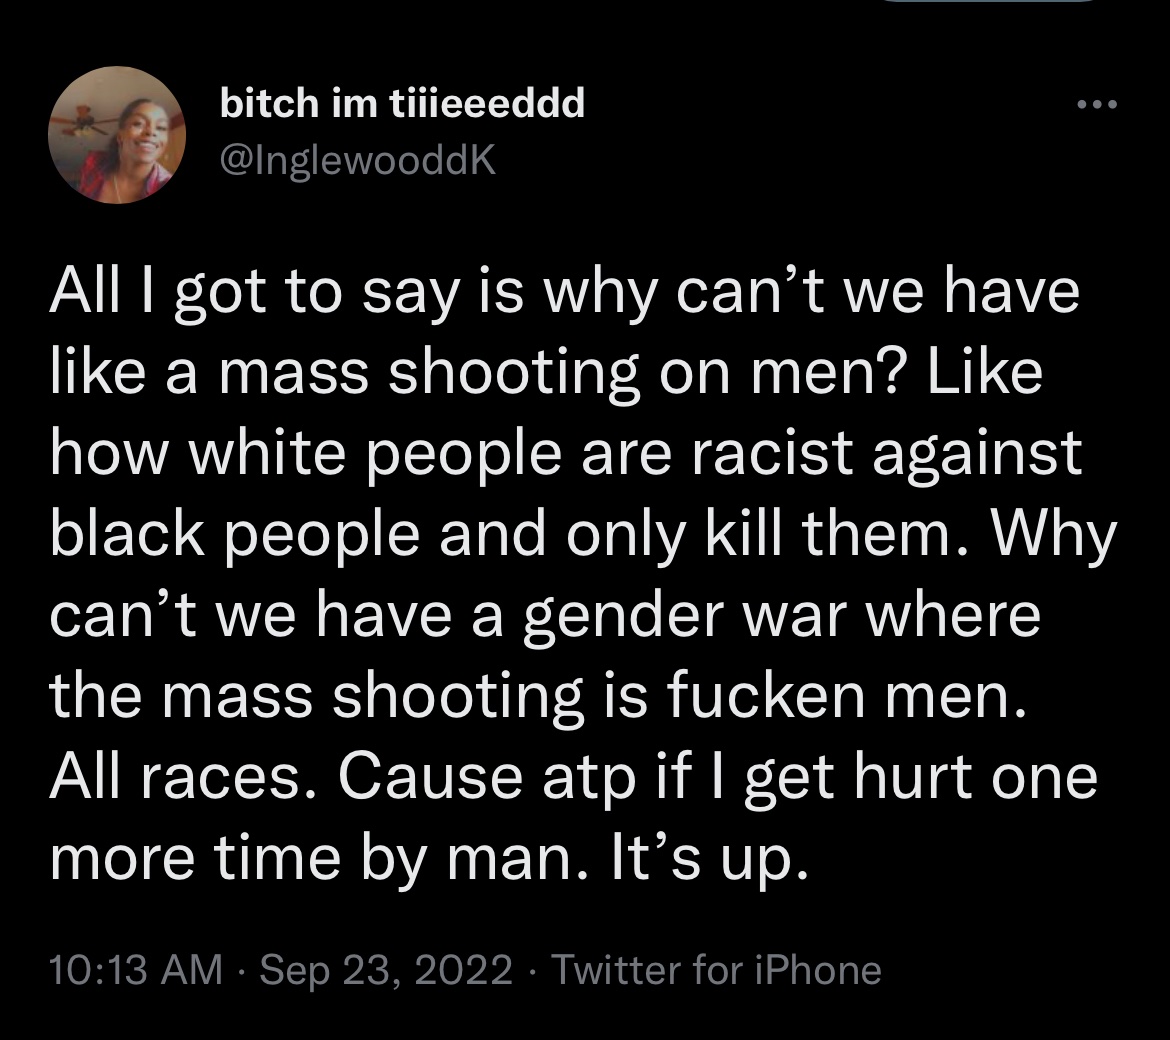 bitch im tiiieeeddd
@InglewooddK
All I got to say is why can’t we have
like a mass shooting on men? Like
how white people are racist against
black people and only kill them. Why
can’t we have a gender war where
the mass shooting is fucken men.
All races. Cause atp if I get hurt one
more time by man. It’s up.
10:13 AM · Sep 23, 2022 · Twitter for iPhone